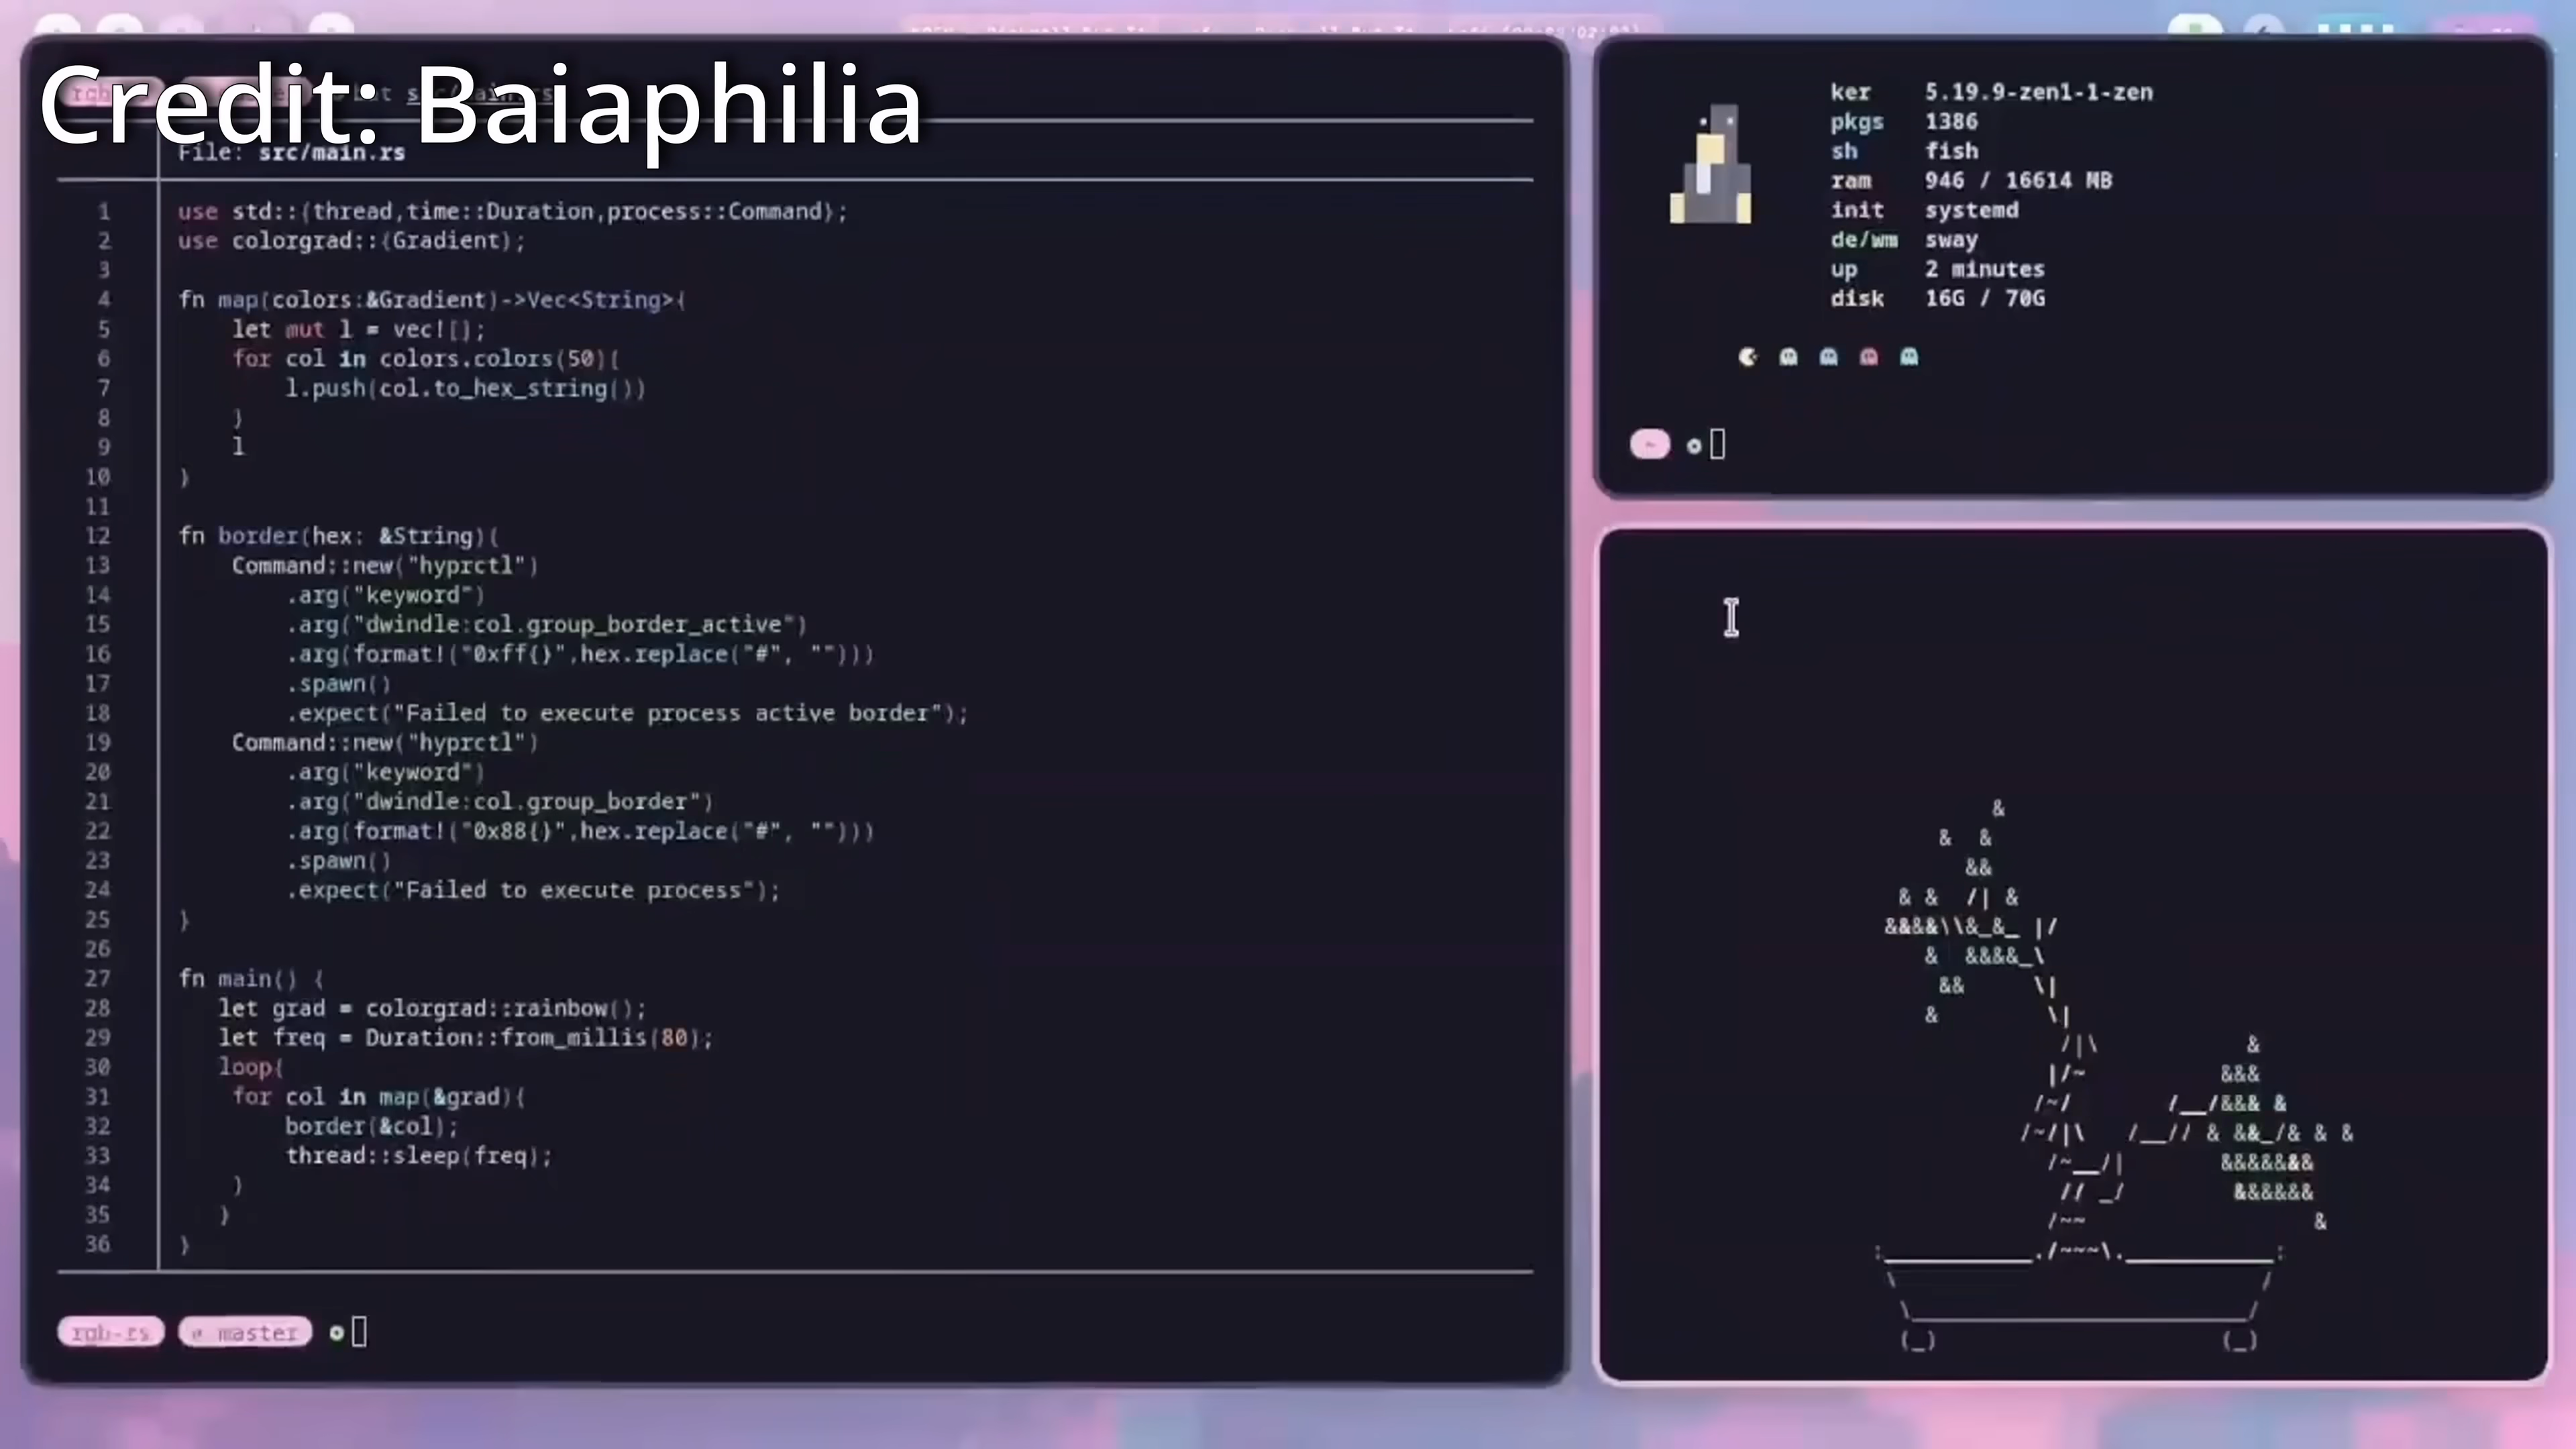 Credit: Baiaphilia
File: src/main.rs
1 use std::{thread,time::Duration,process::Command};
2 use colorgrad::{Gradient};
3
4 fn map(colors:&Gradient)->Vec<String>{
5     let mut l = vec![];
6     for col in colors.colors(50){
7         l.push(col.to_hex_string())
8     }
9     l
10 }
11
12 fn border(hex: &String){
13     Command::new("hyprctl")
14         .arg("keyword")
15         .arg("dwindle:col.group_border_active")
16         .arg(format!("0xff{}",hex.replace("#", "")))
17         .spawn()
18         .expect("Failed to execute process active border");
19     Command::new("hyprctl")
20         .arg("keyword")
21         .arg("dwindle:col.group_border")
22         .arg(format!("0x88{}",hex.replace("#", "")))
23         .spawn()
24         .expect("Failed to execute process");
25 }
26
27 fn main() {
28    let grad = colorgrad::rainbow();
29    let freq = Duration::from_millis(80);
30    loop{
31     for col in map(&grad){
32         border(&col);
33         thread::sleep(freq);
34     }
35    }
36 }
rgb-rs master
ker 5.19.9-zen1-1-zen
pkgs 1386
sh fish
ram 946 / 16614 MB
init systemd
de/wm sway
up 2 minutes
disk 16G / 70G
~